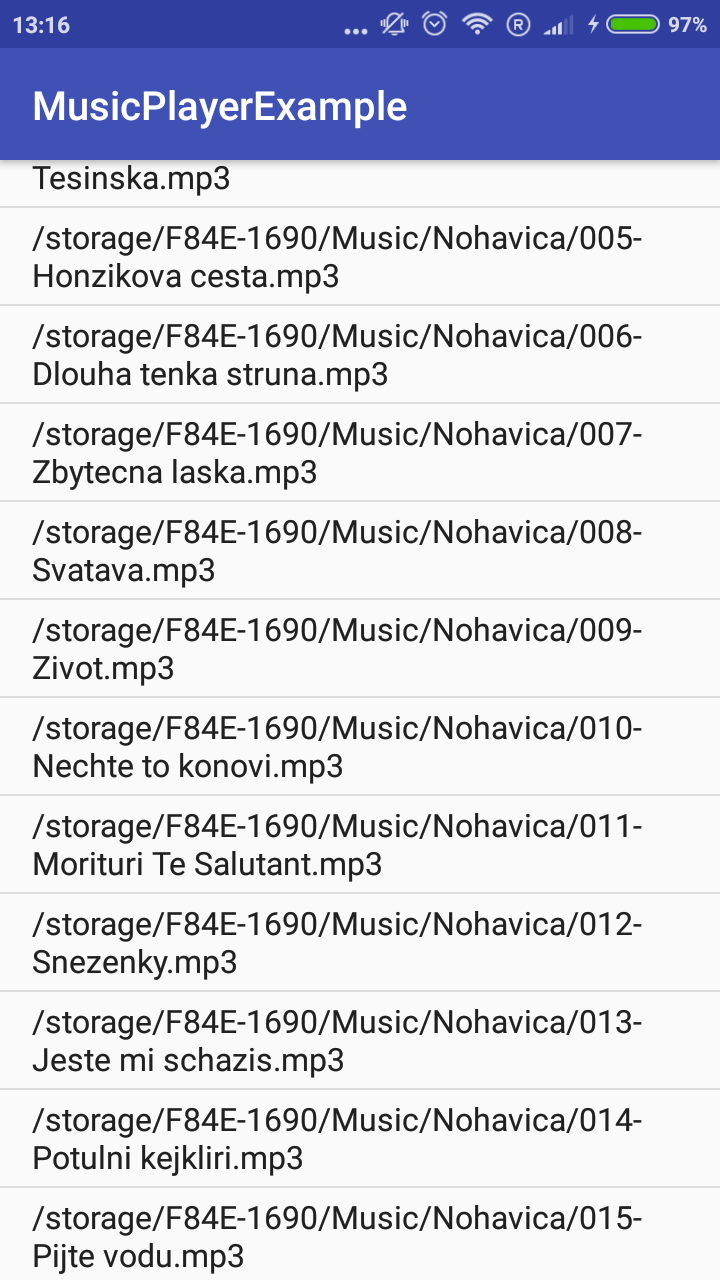 13:16
... R 97%
MusicPlayerExample
Tesinska.mp3
/storage/F84E-1690/Music/Nohavica/005-
Honzikova cesta.mp3
/storage/F84E-1690/Music/Nohavica/006-
Dlouha tenka struna.mp3
/storage/F84E-1690/Music/Nohavica/007-
Zbytecna laska.mp3
/storage/F84E-1690/Music/Nohavica/008-
Svatava.mp3
/storage/F84E-1690/Music/Nohavica/009-
Zivot.mp3
/storage/F84E-1690/Music/Nohavica/010-
Nechte to konovi.mp3
/storage/F84E-1690/Music/Nohavica/011-
Morituri Te Salutant.mp3
/storage/F84E-1690/Music/Nohavica/012-
Snezenky.mp3
/storage/F84E-1690/Music/Nohavica/013-
Jeste mi schazis.mp3
/storage/F84E-1690/Music/Nohavica/014-
Potulni kejkliri.mp3
/storage/F84E-1690/Music/Nohavica/015-
Pijte vodu.mp3